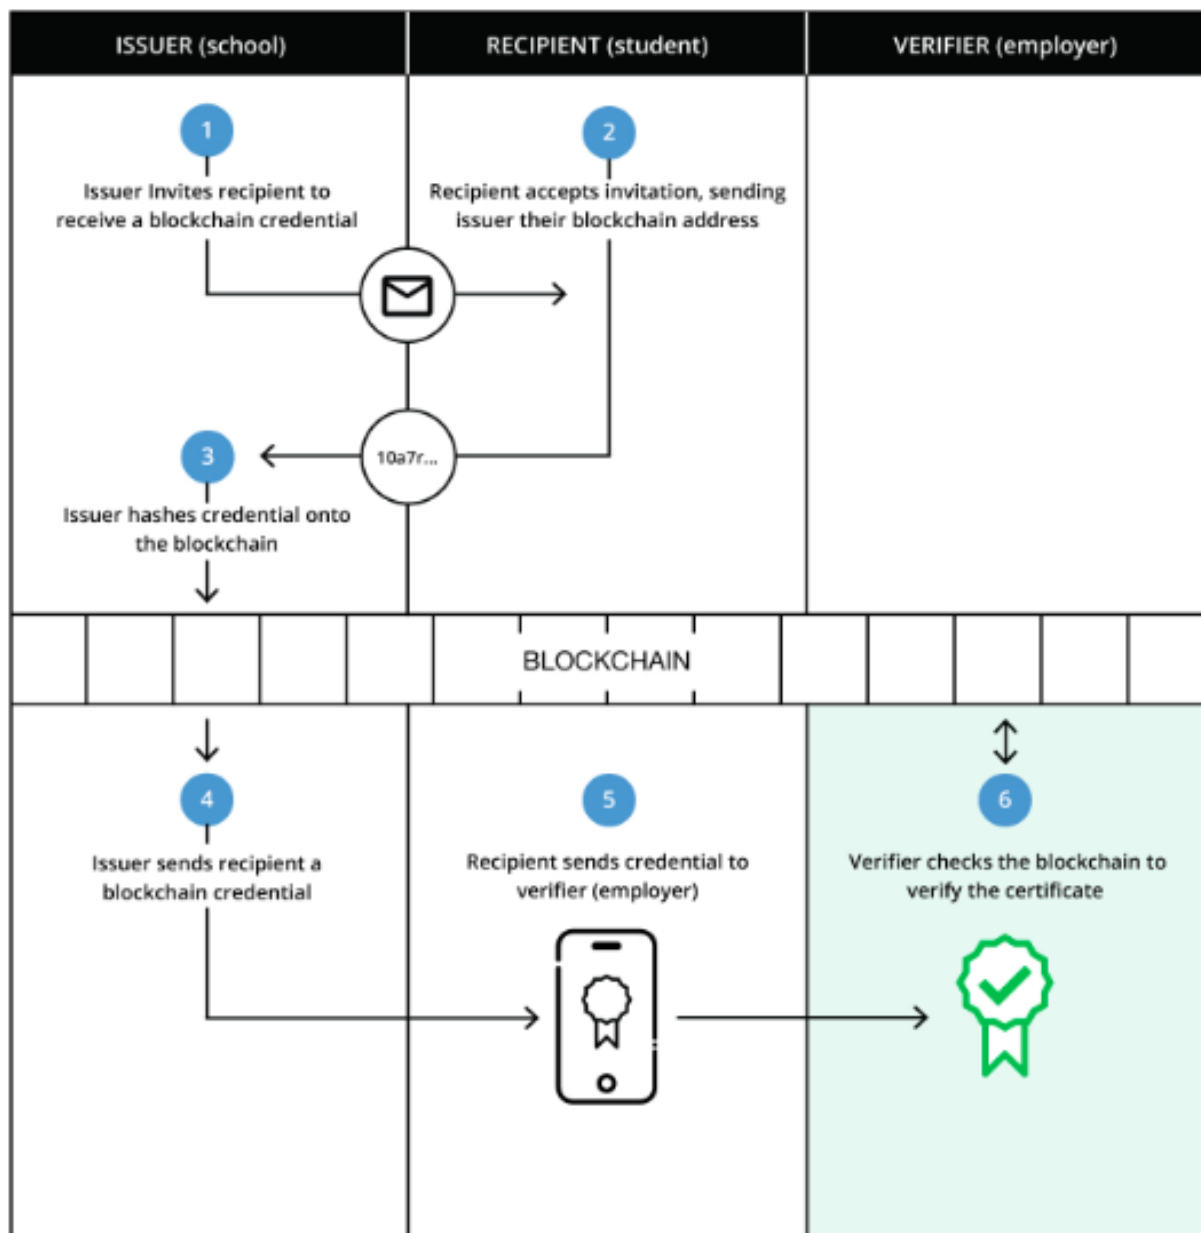 ISSUER (school)
RECIPIENT (student)
VERIFIER (employer)
1
Issuer Invites recipient to
receive a blockchain credential
2
Recipient accepts invitation, sending
issuer their blockchain address
10a7r...
3
Issuer hashes credential onto
the blockchain
BLOCKCHAIN
4
Issuer sends recipient a
blockchain credential
5
Recipient sends credential to
verifier (employer)
6
Verifier checks the blockchain to
verify the certificate